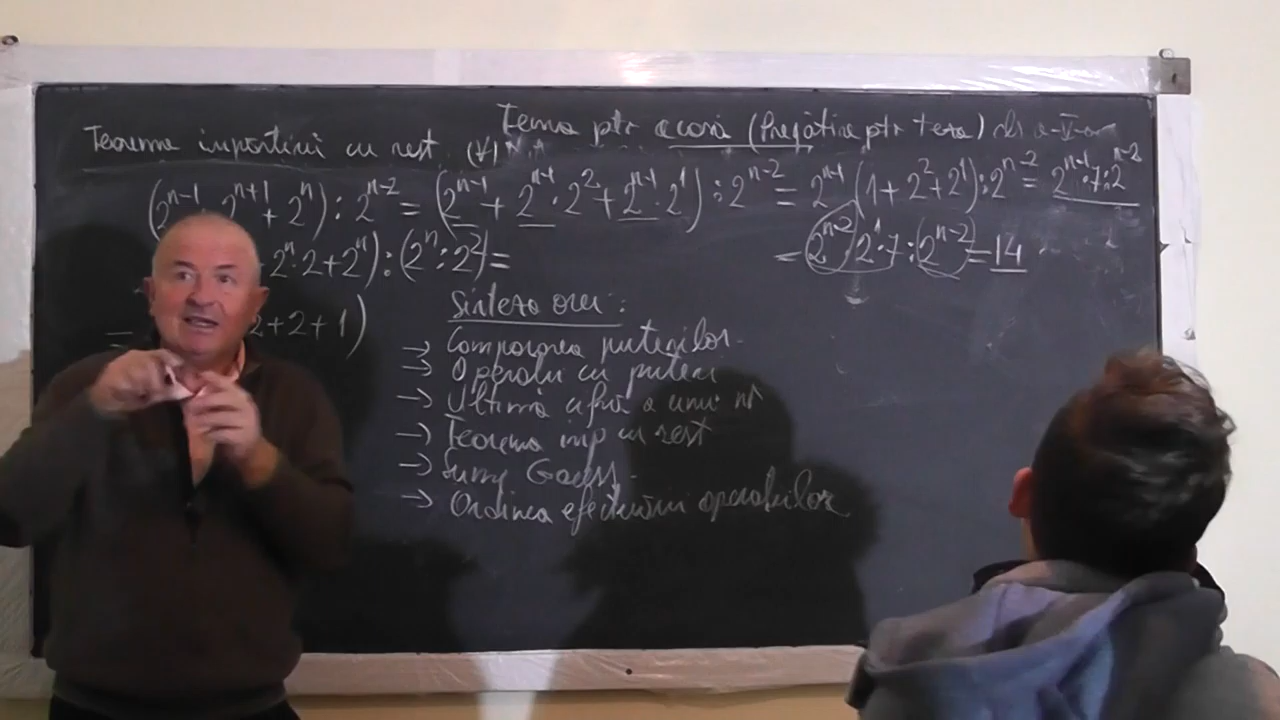 Tema ptr acasă (Pregătire ptr teza) cls a-V-a
Teorema împărțirii cu rest (∀)
(2^{n-1} 2^{n+1} + 2^n) : 2^{n-2} = (2^{n-1} + 2^{n-1} · 2^2 + 2^{n-1} · 2^1) : 2^{n-2} = 2^{n-1} (1 + 2^2 + 2^1) : 2^{n-2} = 2^{n-1} · 7 : 2^{n-2}
= 2^{n-2} · 2^1 · 7 : (2^{n-2}) = 14
2^n · 2 + 2^n) : (2^n : 2^2) =
= 2 + 2 + 1)
Sinteza orei :
→ Compararea puterilor
→ Operații cu puteri
→ Ultima cifră a unui nr
→ Teorema imp cu rest
→ Suma Gauss
→ Ordinea efectuării operațiilor